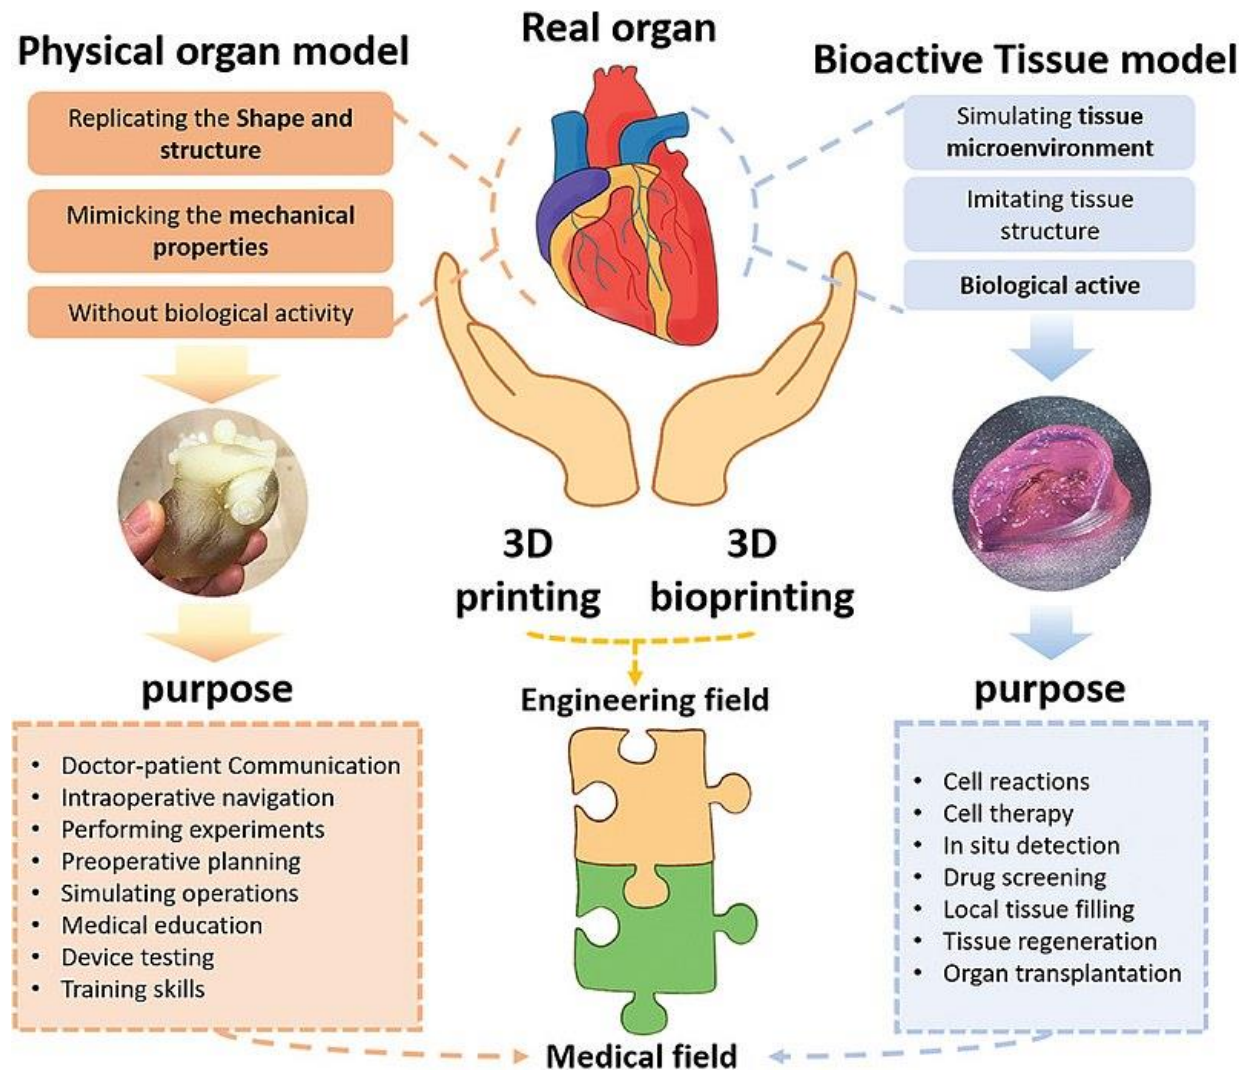 Physical organ model
Replicating the Shape and
structure
Mimicking the mechanical
properties
Without biological activity
Real organ
Bioactive Tissue model
Simulating tissue
microenvironment
Imitating tissue
structure
Biological active
3D
printing
3D
bioprinting
Engineering field
purpose
• Doctor-patient Communication
• Intraoperative navigation
• Performing experiments
• Preoperative planning
• Simulating operations
• Medical education
• Device testing
• Training skills
purpose
• Cell reactions
• Cell therapy
• In situ detection
• Drug screening
• Local tissue filling
• Tissue regeneration
• Organ transplantation
Medical field